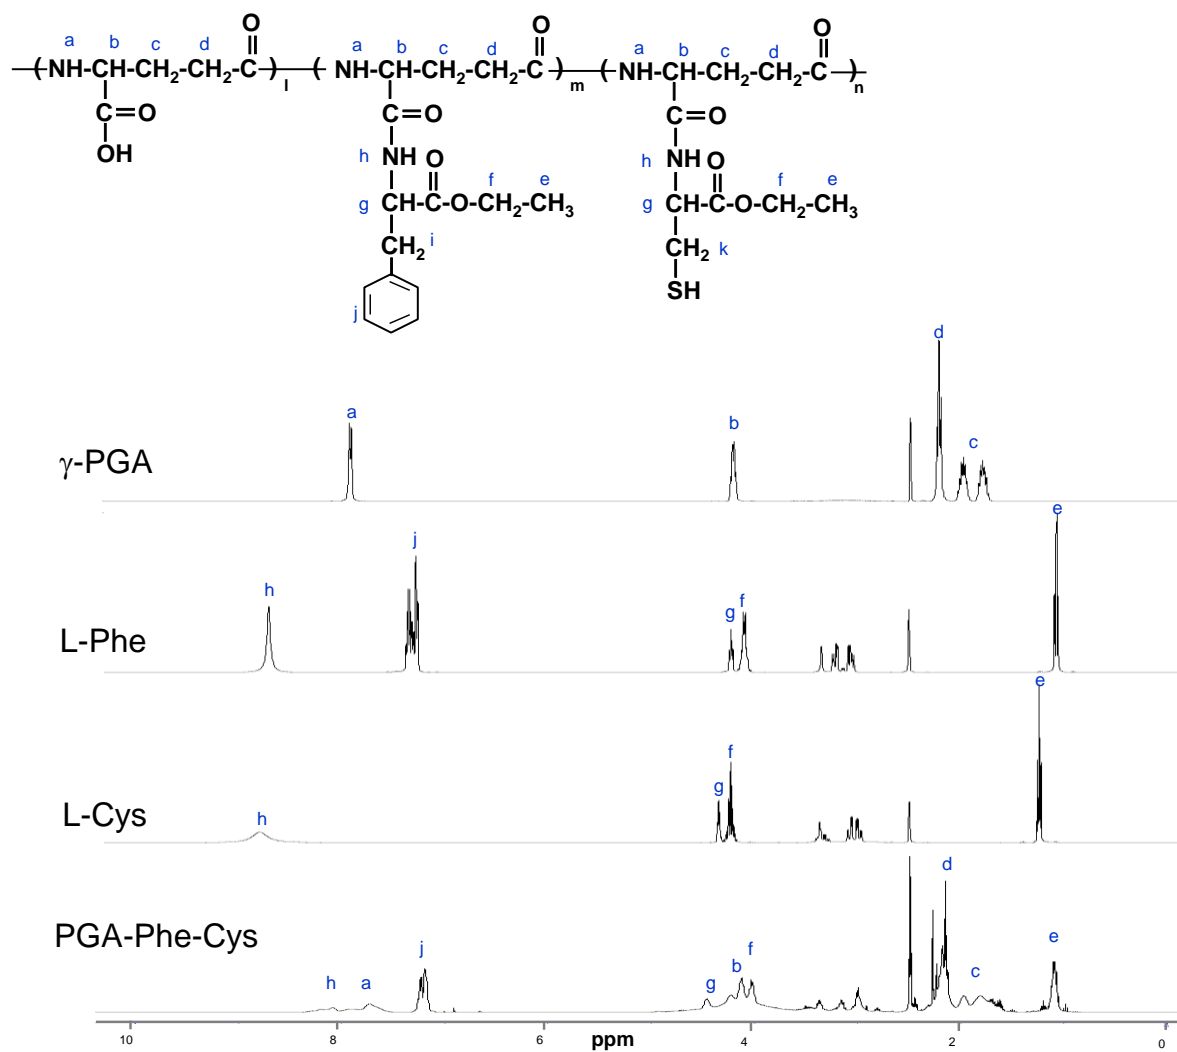 O O O
a b c d a b c d a b c d
( NH-CH-CH2-CH2-C )l ( NH-CH-CH2-CH2-C )m ( NH-CH-CH2-CH2-C )n
C=O C=O C=O
OH h NH O h NH O
f e f e
g CH-C-O-CH2-CH3 g CH-C-O-CH2-CH3
CH2 i CH2 k
SH
j
d
a b c
γ-PGA
e
j
h g f
L-Phe
e
f
g
L-Cys h
d
PGA-Phe-Cys j b f e
h a g c
10 8 6 ppm 4 2 0